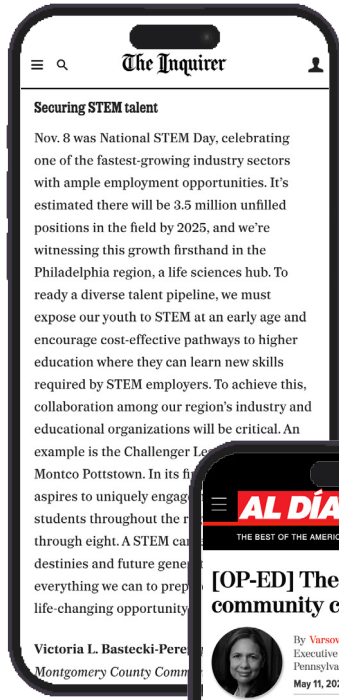 The Inquirer
Securing STEM talent
Nov. 8 was National STEM Day, celebrating
one of the fastest-growing industry sectors
with ample employment opportunities. It's
estimated there will be 3.5 million unfilled
positions in the field by 2025, and we're
witnessing this growth firsthand in the
Philadelphia region, a life sciences hub. To
ready a diverse talent pipeline, we must
expose our youth to STEM at an early age and
encourage cost-effective pathways to higher
education where they can learn new skills
required by STEM employers. To achieve this,
collaboration among our region's industry and
educational organizations will be critical. An
example is the Challenger
Montco Pottstown. In its
aspires to uniquely
students throughout the
through eight. A STEM
destinies and future
everything we can to
life-changing opportunity
Victoria L.
Montgomery County
AL DÍA
THE BEST OF THE
[OP-ED] The
community
By
Executive
May 11,